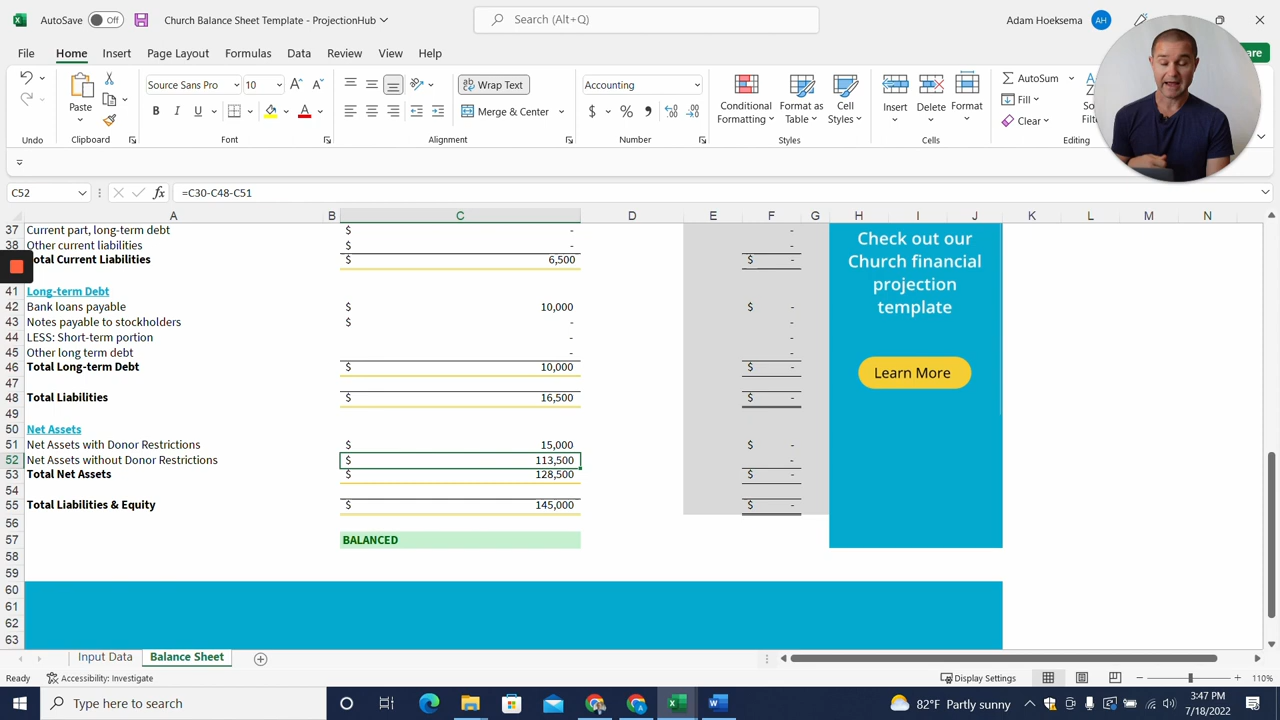 AutoSave Off Church Balance Sheet Template - ProjectionHub Search (Alt+Q) Adam Hoeksema AH
File Home Insert Page Layout Formulas Data Review View Help
Paste Source Sans Pro 10 Wrap Text Accounting Conditional Formatting Format as Table Cell Styles Insert Delete Format AutoSum
B I U Merge & Center $ % Fill
Clear
Undo Clipboard Font Alignment Number Styles Cells Editing
C52 fx =C30-C48-C51
A B C D E F G H I J K L M N
37 Current part, long-term debt $ - -
38 Other current liabilities $ - -
Total Current Liabilities $ 6,500 $ -
41 Long-term Debt
42 Bank loans payable $ 10,000 $ -
43 Notes payable to stockholders $ - -
44 LESS: Short-term portion - -
45 Other long term debt - -
46 Total Long-term Debt $ 10,000 $ -
47
48 Total Liabilities $ 16,500 $ -
49
50 Net Assets
51 Net Assets with Donor Restrictions $ 15,000 $ -
52 Net Assets without Donor Restrictions $ 113,500 -
53 Total Net Assets $ 128,500 $ -
54
55 Total Liabilities & Equity $ 145,000 $ -
56
57 BALANCED
58
59
60
61
62
63
Check out our
Church financial
projection
template
Learn More
Input Data Balance Sheet
Ready Accessibility: Investigate Display Settings 110%
Type here to search 82°F Partly sunny 3:47 PM
7/18/2022